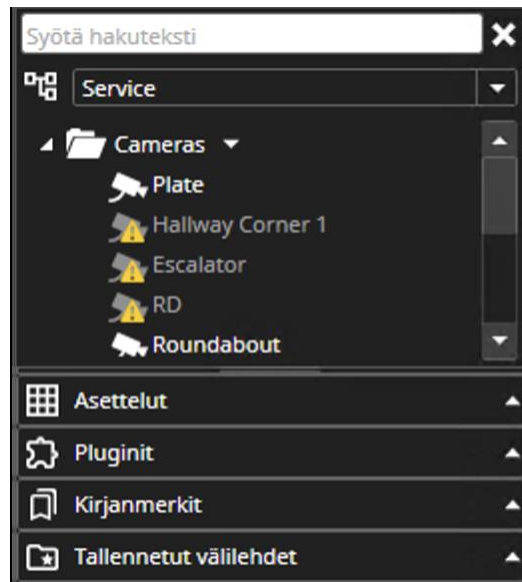 Syötä hakuteksti
Service
Cameras
Plate
Hallway Corner 1
Escalator
RD
Roundabout
Asettelut
Pluginit
Kirjanmerkit
Tallennetut välilehdet